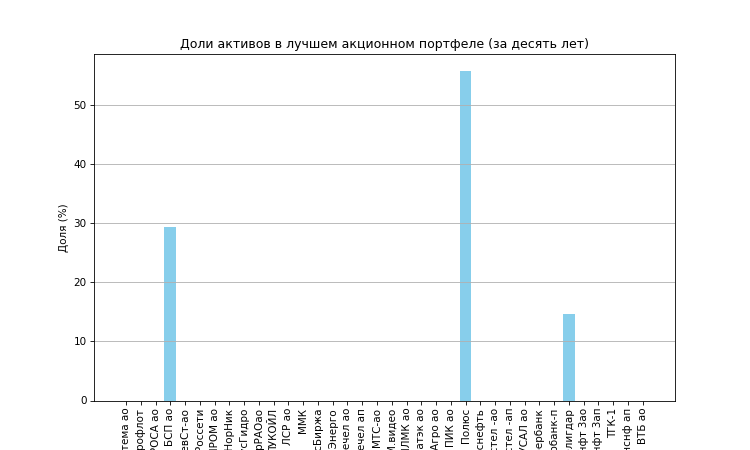 Доли активов в лучшем акционном портфеле (за десять лет)
Доля (%)
50
40
30
20
10
0
тема ао
рофлот
РОСА ао
БСП ао
евСт-ао
Россети
ПРОМ ао
НорНик
сГидро
рРАОао
ЛУКОЙЛ
ЛСР ао
ММК
сБиржа
Энерго
ечел ао
ечел ап
МТС-ао
М.видео
НЛМК ао
атэк ао
Агро ао
ПИК ао
Полюс
снефть
стел -ао
стел -ап
УСАЛ ао
ербанк
рбанк-п
лигдар
нфт 3ао
нфт 3ап
ТГК-1
нснф ап
ВТБ ао